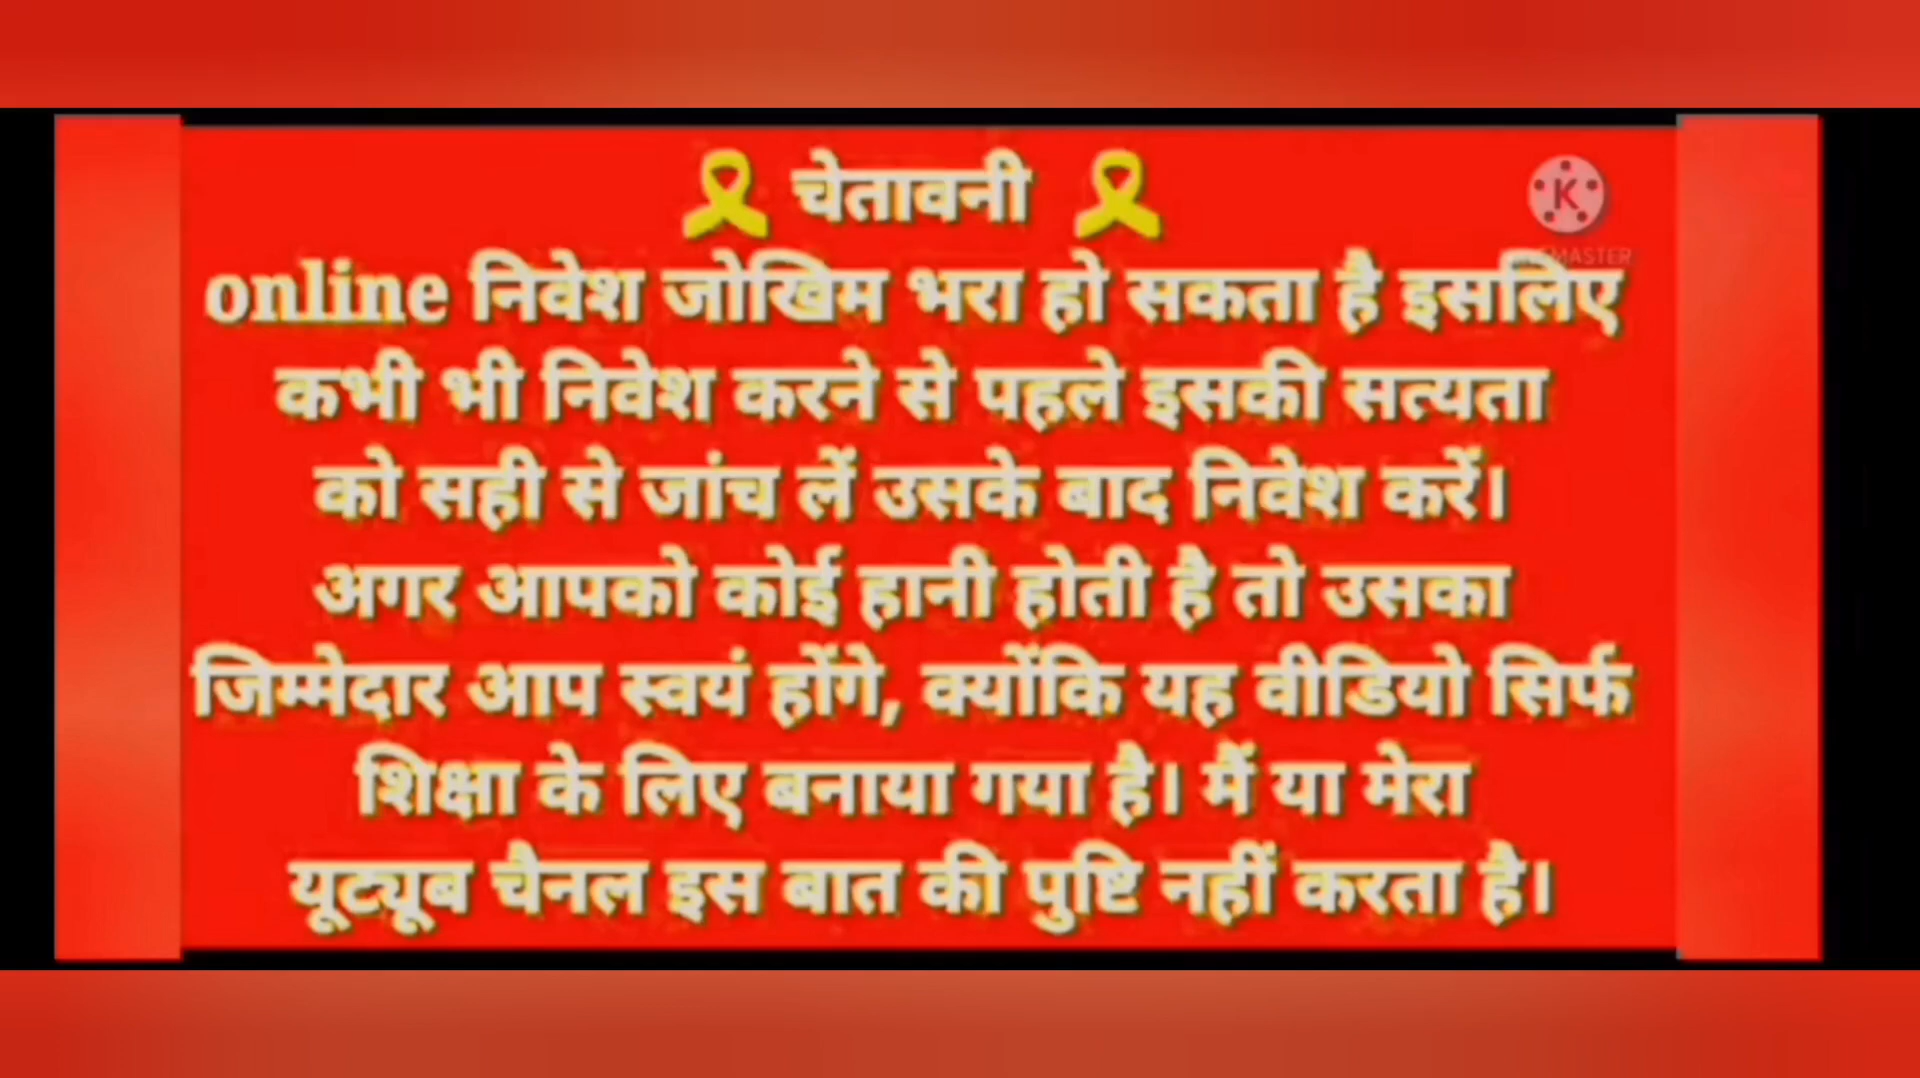 चेतावनी
K
MASTER
online निवेश जोखिम भरा हो सकता है इसलिए
कभी भी निवेश करने से पहले इसकी सत्यता
को सही से जांच लें उसके बाद निवेश करें।
अगर आपको कोई हानी होती है तो उसका
जिम्मेदार आप स्वयं होंगे, क्योंकि यह वीडियो सिर्फ
शिक्षा के लिए बनाया गया है। मैं या मेरा
यूट्यूब चैनल इस बात की पुष्टि नहीं करता है।